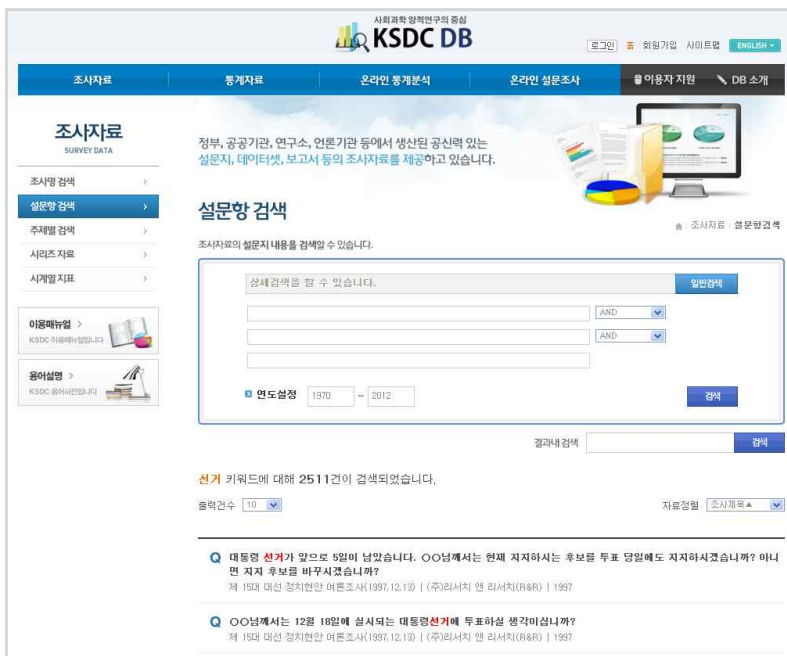 사회과학 양적연구의 중심
KSDC DB
로그인 홈 회원가입 사이트맵 ENGLISH
조사자료 통계자료 온라인 통계분석 온라인 설문조사 이용자 지원 DB 소개
조사자료
SURVEY DATA
조사명 검색
설문항 검색
주제별 검색
시리즈 자료
시계열 지표
이용매뉴얼
KSDC 이용매뉴얼입니다
용어설명
KSDC 용어사전입니다
정부, 공공기관, 연구소, 언론기관 등에서 생산된 공신력 있는
설문지, 데이터셋, 보고서 등의 조사자료를 제공하고 있습니다.
설문항 검색
조사자료 설문항검색
조사자료의 설문지 내용을 검색할 수 있습니다.
상세검색을 할 수 있습니다. 일반검색
AND
AND
연도설정 1970 ~ 2012 검색
결과내 검색 검색
선거 키워드에 대해 2511건이 검색되었습니다.
출력건수 10 자료정렬 조사제목▲
Q 대통령 선거가 앞으로 5일이 남았습니다. ○○님께서는 현재 지지하시는 후보를 투표 당일에도 지지하시겠습니까? 아니
면 지지 후보를 바꾸시겠습니까?
제 15대 대선 정치현안 여론조사(1997.12.13) | (주)리서치 앤 리서치(R&R) | 1997
Q ○○님께서는 12월 18일에 실시되는 대통령선거에 투표하실 생각이십니까?
제 15대 대선 정치현안 여론조사(1997.12.13) | (주)리서치 앤 리서치(R&R) | 1997